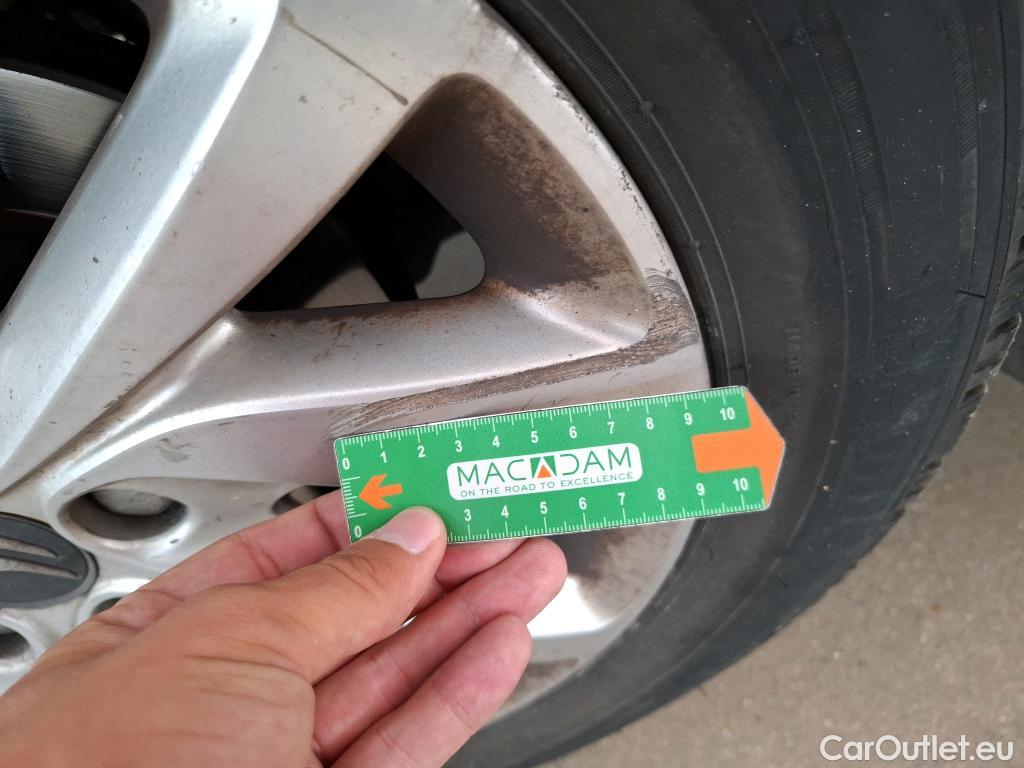 0 1 2 3 4 5 6 7 8 9 10
MACADAM
ON THE ROAD TO EXCELLENCE
0 3 4 5 6 7 8 9 10
CarOutlet.eu